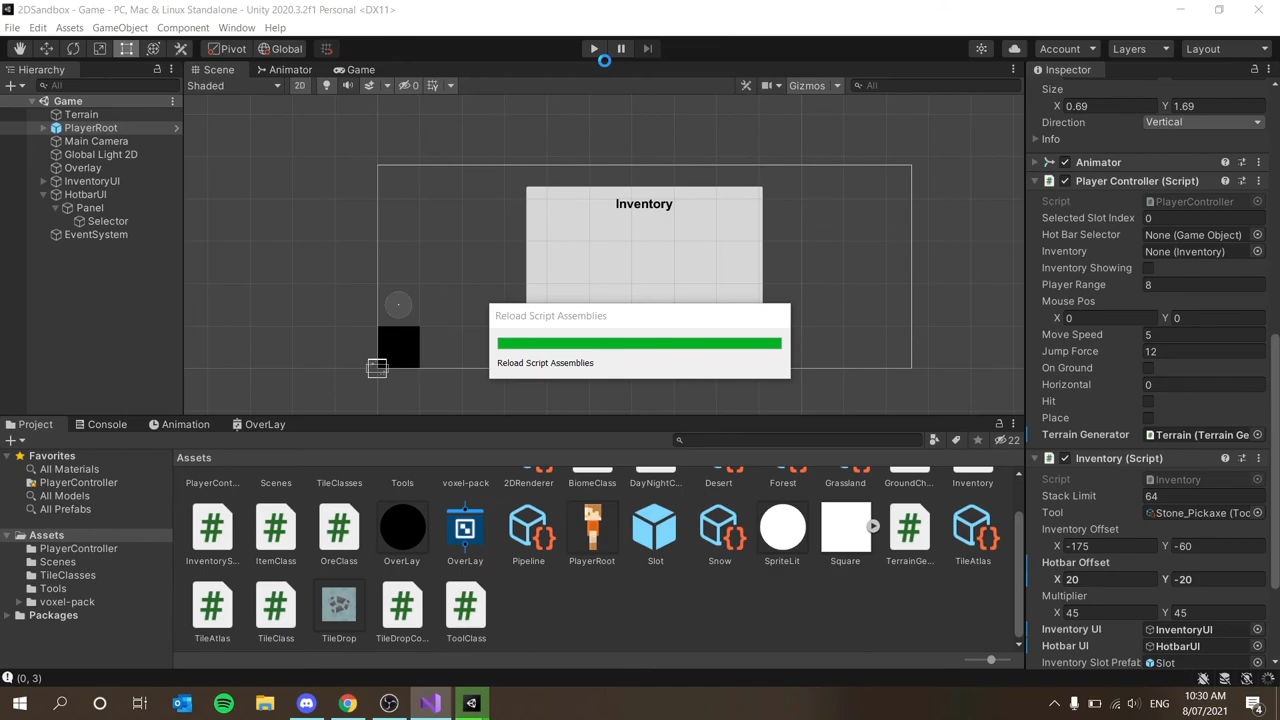 2DSandbox - Game - PC, Mac & Linux Standalone - Unity 2020.3.2f1 Personal <DX11>
File Edit Assets GameObject Component Window Help
Pivot Global Account Layers Layout
Hierarchy
All
Game
Terrain
PlayerRoot
Main Camera
Global Light 2D
Overlay
InventoryUI
HotbarUI
Panel
Selector
EventSystem
Scene Animator Game
Shaded 2D 0 Gizmos All
Inventory
Reload Script Assemblies
Reload Script Assemblies
Inspector
Size
X 0.69 Y 1.69
Direction Vertical
Info
Animator
Player Controller (Script)
Script PlayerController
Selected Slot Index 0
Hot Bar Selector None (Game Object)
Inventory None (Inventory)
Inventory Showing
Player Range 8
Mouse Pos
X 0 Y 0
Move Speed 5
Jump Force 12
On Ground
Horizontal 0
Hit
Place
Terrain Generator Terrain (Terrain Ge
Inventory (Script)
Script Inventory
Stack Limit 64
Tool Stone_Pickaxe (Toc
Inventory Offset
X -175 Y -60
Hotbar Offset
X 20 Y -20
Multiplier
X 45 Y 45
Inventory UI InventoryUI
Hotbar UI HotbarUI
Inventory Slot Prefab Slot
Project Console Animation OverLay
22
Favorites
All Materials
PlayerController
All Models
All Prefabs
Assets
PlayerController
Scenes
TileClasses
Tools
voxel-pack
Packages
Assets
PlayerCont... Scenes TileClasses Tools voxel-pack 2DRenderer BiomeClass DayNightC... Desert Forest Grassland GroundCh... Inventory
InventoryS... ItemClass OreClass OverLay OverLay Pipeline PlayerRoot Slot Snow SpriteLit Square TerrainGe... TileAtlas
TileAtlas TileClass TileDrop TileDropCo... ToolClass
(0, 3)
10:30 AM
8/07/2021
4